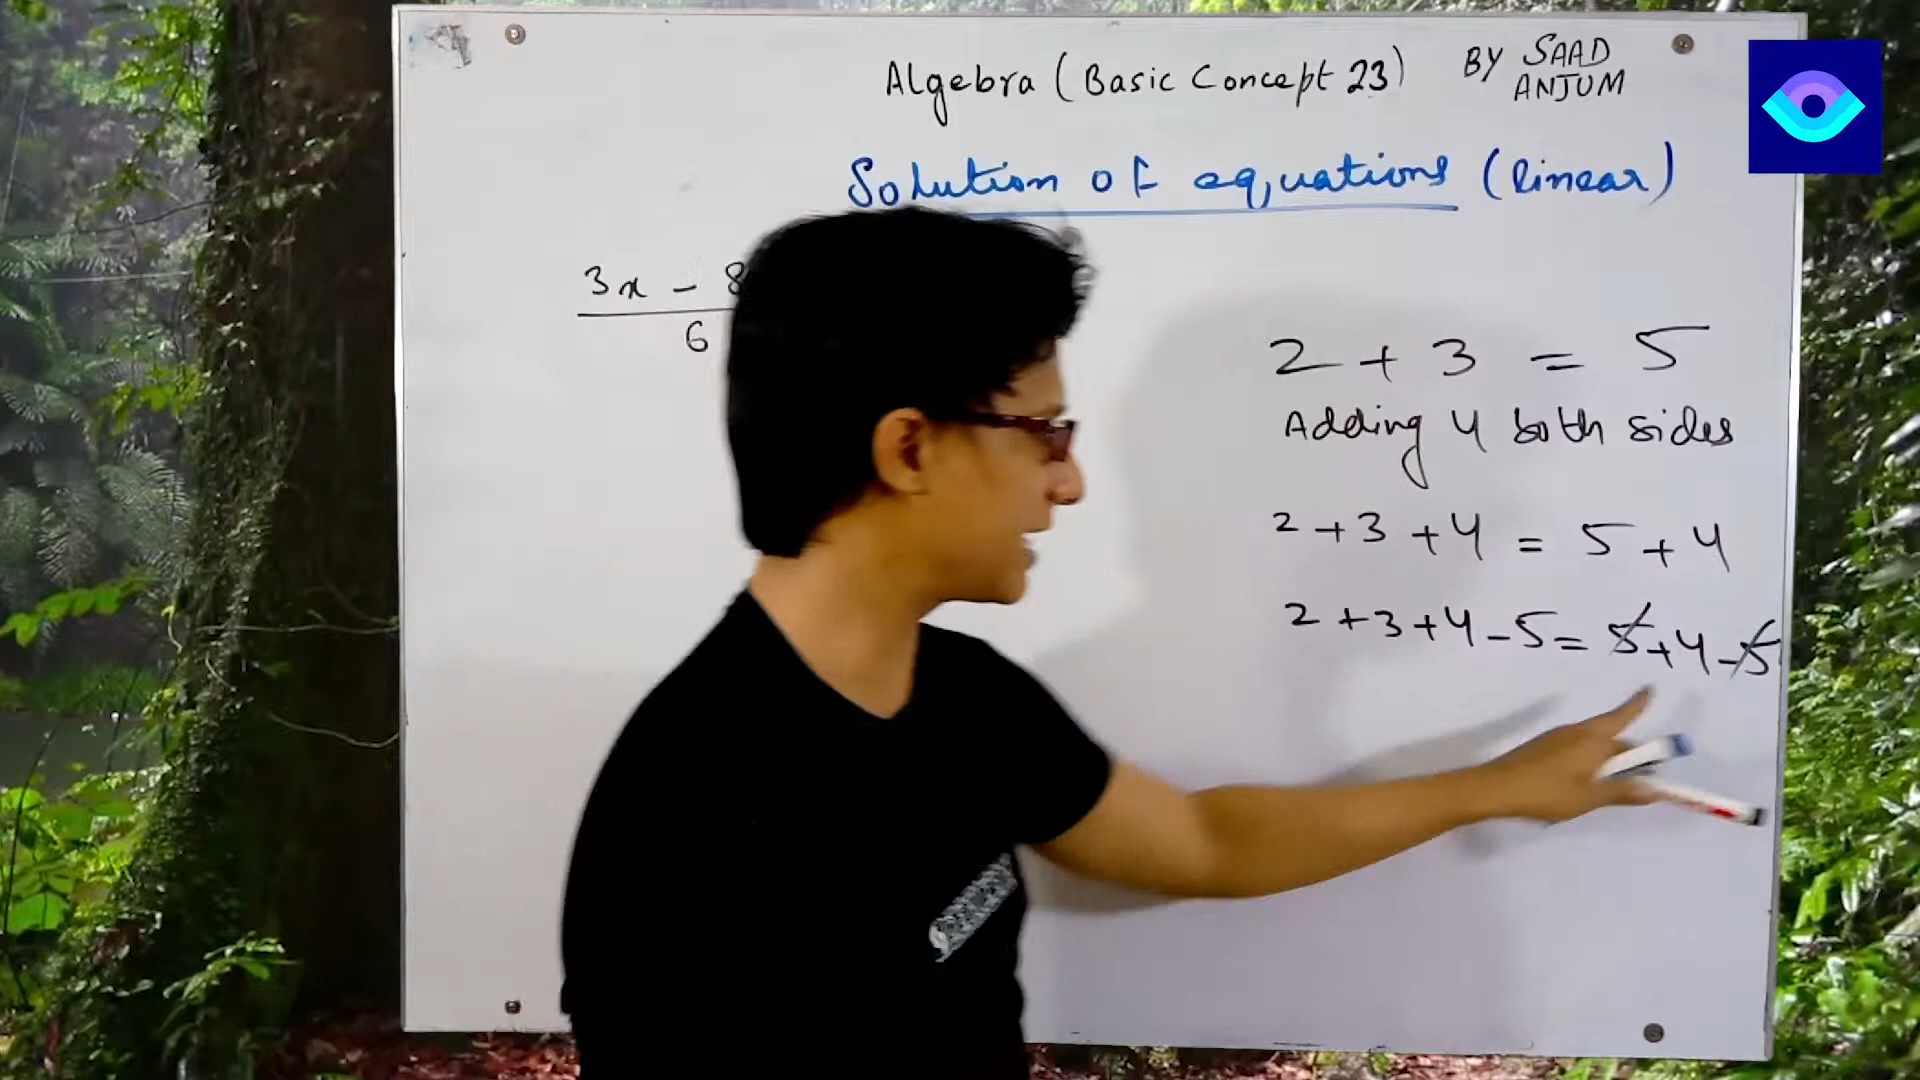 Algebra (Basic Concept 23)
BY SAAD
ANJUM
Solution of equations (linear)
3x - 8
6
2 + 3 = 5
Adding 4 both sides
2 + 3 + 4 = 5 + 4
2 + 3 + 4 - 5 = 5 + 4 - 5